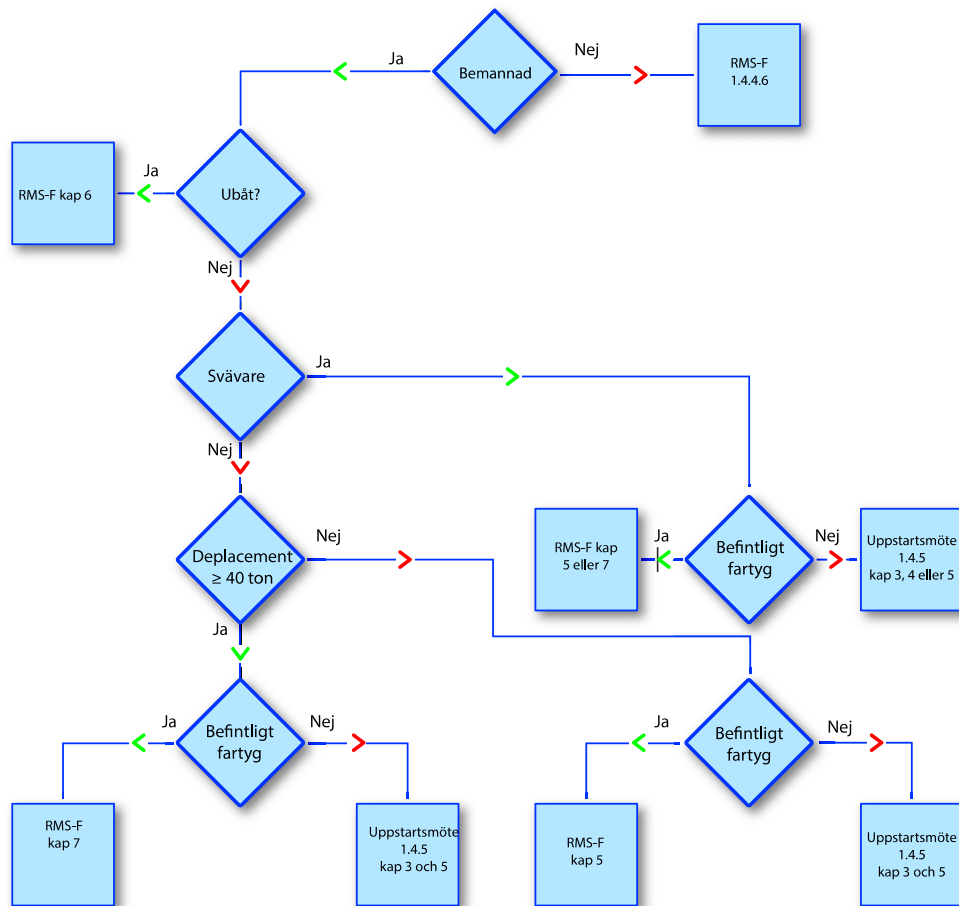 Ja
Nej
Bemannad
RMS-F
1.4.4.6
Ja
RMS-F kap 6
Ubåt?
Nej
Ja
Svävare
Nej
Nej
Deplacement
≥ 40 ton
Ja
RMS-F kap
5 eller 7
Ja
Befintligt
fartyg
Nej
Uppstartsmöte
1.4.5
kap 3, 4 eller 5
Ja
Befintligt
fartyg
Nej
Ja
Befintligt
fartyg
Nej
RMS-F
kap 7
Uppstartsmöte
1.4.5
kap 3 och 5
RMS-F
kap 5
Uppstartsmöte
1.4.5
kap 3 och 5